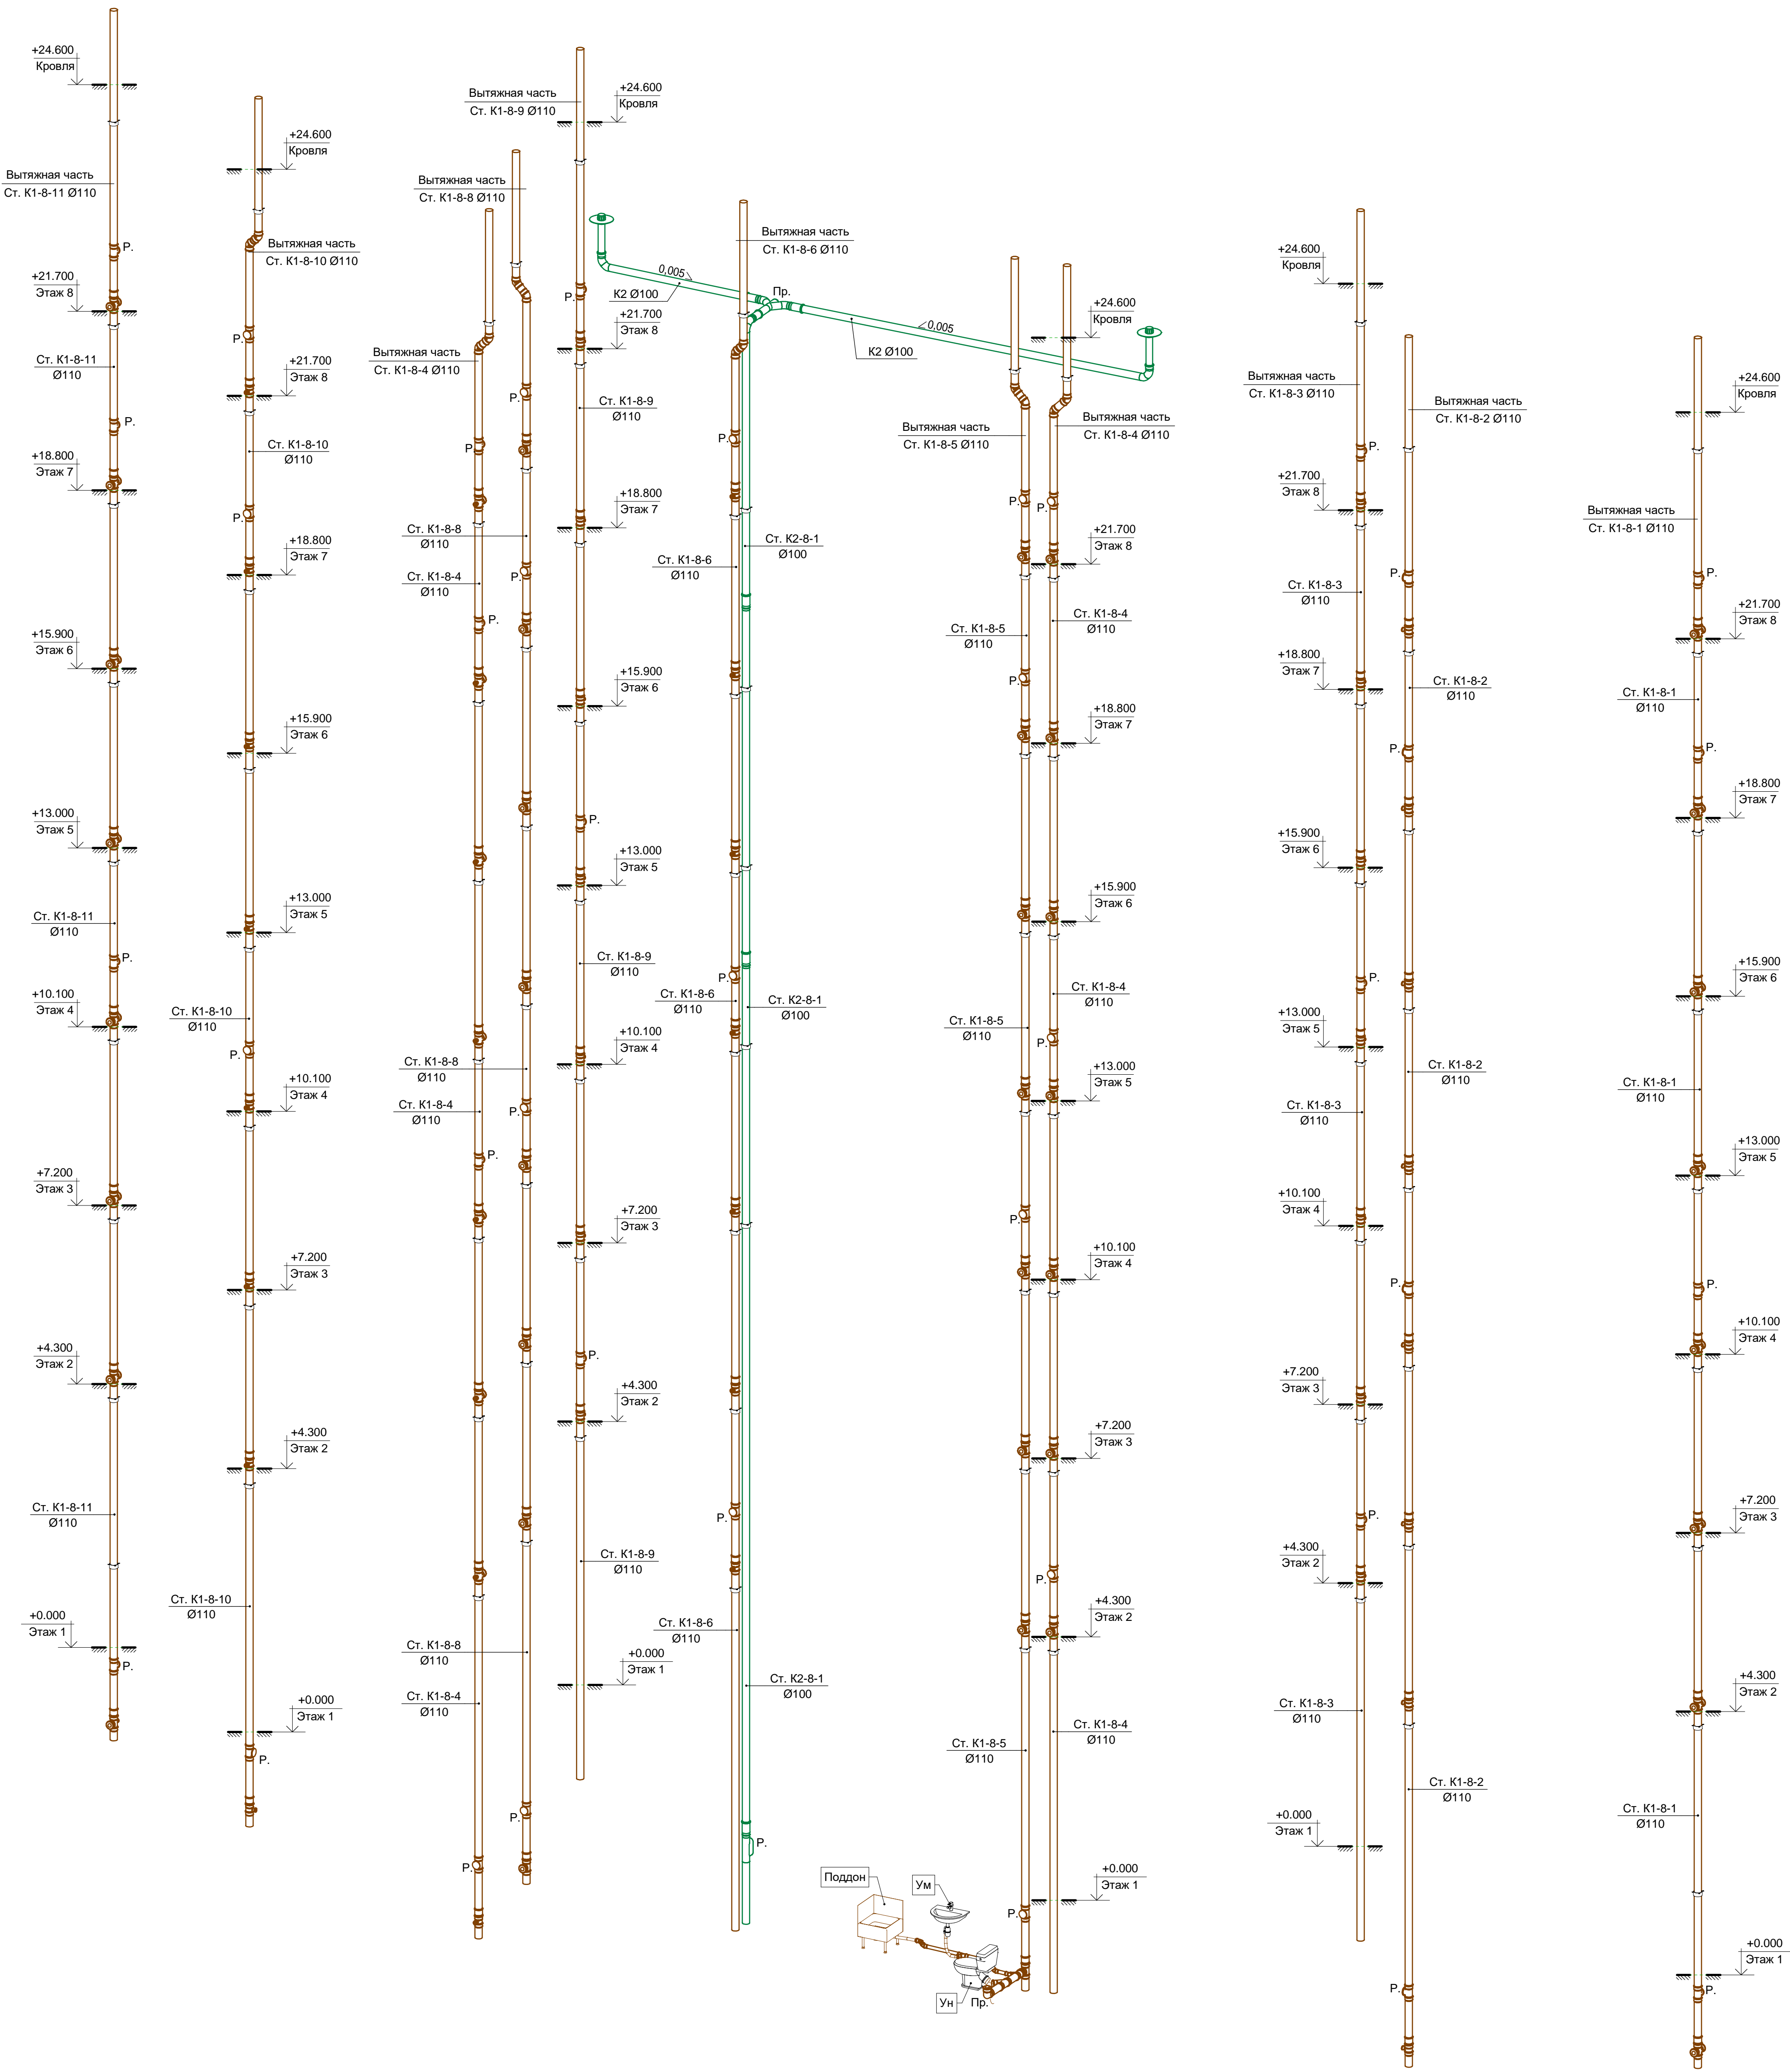 +24.600
Кровля
Вытяжная часть
Ст. К1-8-11 Ø110
Р.
+21.700
Этаж 8
Ст. К1-8-11
Ø110
Р.
+18.800
Этаж 7
+15.900
Этаж 6
+13.000
Этаж 5
Ст. К1-8-11
Ø110
Р.
+10.100
Этаж 4
+7.200
Этаж 3
+4.300
Этаж 2
Ст. К1-8-11
Ø110
+0.000
Этаж 1
Р.
+24.600
Кровля
Вытяжная часть
Ст. К1-8-10 Ø110
Р.
+21.700
Этаж 8
Ст. К1-8-10
Ø110
Р.
+18.800
Этаж 7
+15.900
Этаж 6
+13.000
Этаж 5
Ст. К1-8-10
Ø110
Р.
+10.100
Этаж 4
+7.200
Этаж 3
+4.300
Этаж 2
Ст. К1-8-10
Ø110
+0.000
Этаж 1
Р.
Вытяжная часть
Ст. К1-8-4 Ø110
Р.
Ст. К1-8-4
Ø110
Р.
Ст. К1-8-4
Ø110
Р.
Ст. К1-8-4
Ø110
Р.
Вытяжная часть
Ст. К1-8-8 Ø110
Р.
Ст. К1-8-8
Ø110
Р.
Ст. К1-8-8
Ø110
Р.
Ст. К1-8-8
Ø110
Р.
Вытяжная часть
Ст. К1-8-9 Ø110
+24.600
Кровля
Р.
+21.700
Этаж 8
Ст. К1-8-9
Ø110
+18.800
Этаж 7
+15.900
Этаж 6
Р.
+13.000
Этаж 5
Ст. К1-8-9
Ø110
+10.100
Этаж 4
+7.200
Этаж 3
Р.
+4.300
Этаж 2
Ст. К1-8-9
Ø110
+0.000
Этаж 1
Вытяжная часть
Ст. К1-8-6 Ø110
0,005
К2 Ø100
Пр.
0,005
К2 Ø100
Р.
Ст. К2-8-1
Ø100
Ст. К1-8-6
Ø110
Р.
Ст. К1-8-6
Ø110
Ст. К2-8-1
Ø100
Р.
Ст. К1-8-6
Ø110
Ст. К2-8-1
Ø100
Р.
+24.600
Кровля
Вытяжная часть
Ст. К1-8-5 Ø110
Вытяжная часть
Ст. К1-8-4 Ø110
Р.
Р.
+21.700
Этаж 8
Ст. К1-8-5
Ø110
Ст. К1-8-4
Ø110
Р.
+18.800
Этаж 7
+15.900
Этаж 6
Ст. К1-8-4
Ø110
Ст. К1-8-5
Ø110
Р.
+13.000
Этаж 5
Р.
+10.100
Этаж 4
+7.200
Этаж 3
Р.
+4.300
Этаж 2
Ст. К1-8-4
Ø110
Ст. К1-8-5
Ø110
+0.000
Этаж 1
Поддон
Ум
Р.
Ун
Пр.
+24.600
Кровля
Вытяжная часть
Ст. К1-8-3 Ø110
Р.
+21.700
Этаж 8
Ст. К1-8-3
Ø110
+18.800
Этаж 7
+15.900
Этаж 6
Р.
+13.000
Этаж 5
Ст. К1-8-3
Ø110
+10.100
Этаж 4
+7.200
Этаж 3
Р.
+4.300
Этаж 2
Ст. К1-8-3
Ø110
+0.000
Этаж 1
Вытяжная часть
Ст. К1-8-2 Ø110
Р.
Ст. К1-8-2
Ø110
Р.
Ст. К1-8-2
Ø110
Р.
Ст. К1-8-2
Ø110
Р.
+24.600
Кровля
Вытяжная часть
Ст. К1-8-1 Ø110
Р.
+21.700
Этаж 8
Ст. К1-8-1
Ø110
Р.
+18.800
Этаж 7
+15.900
Этаж 6
Ст. К1-8-1
Ø110
+13.000
Этаж 5
Р.
+10.100
Этаж 4
+7.200
Этаж 3
+4.300
Этаж 2
Ст. К1-8-1
Ø110
+0.000
Этаж 1
Р.